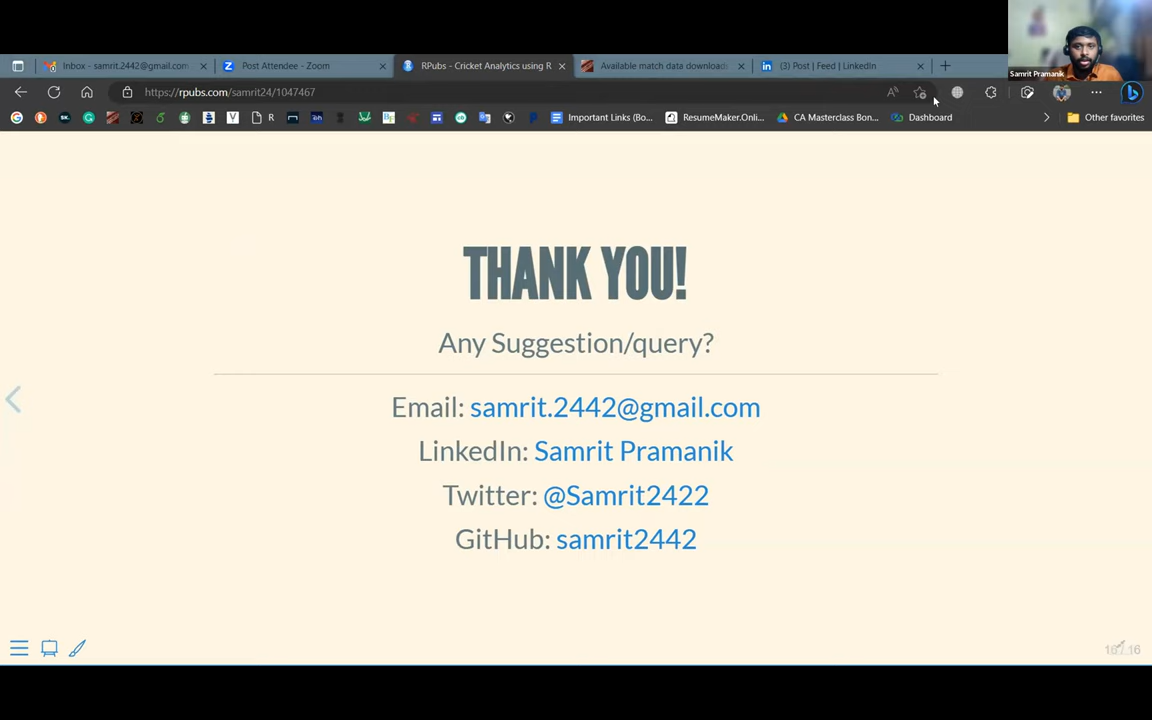 Samrit Pramanik
Inbox - samrit.2442@gmail.com
Post Attendee - Zoom
RPubs - Cricket Analytics using R
Available match data download
(3) Post | Feed | LinkedIn
https://rpubs.com/samrit24/1047467
R
Important Links (Bo...
ResumeMaker.Onli...
CA Masterclass Bon...
Dashboard
Other favorites
THANK YOU!
Any Suggestion/query?
Email: samrit.2442@gmail.com
LinkedIn: Samrit Pramanik
Twitter: @Samrit2422
GitHub: samrit2442
16 / 16